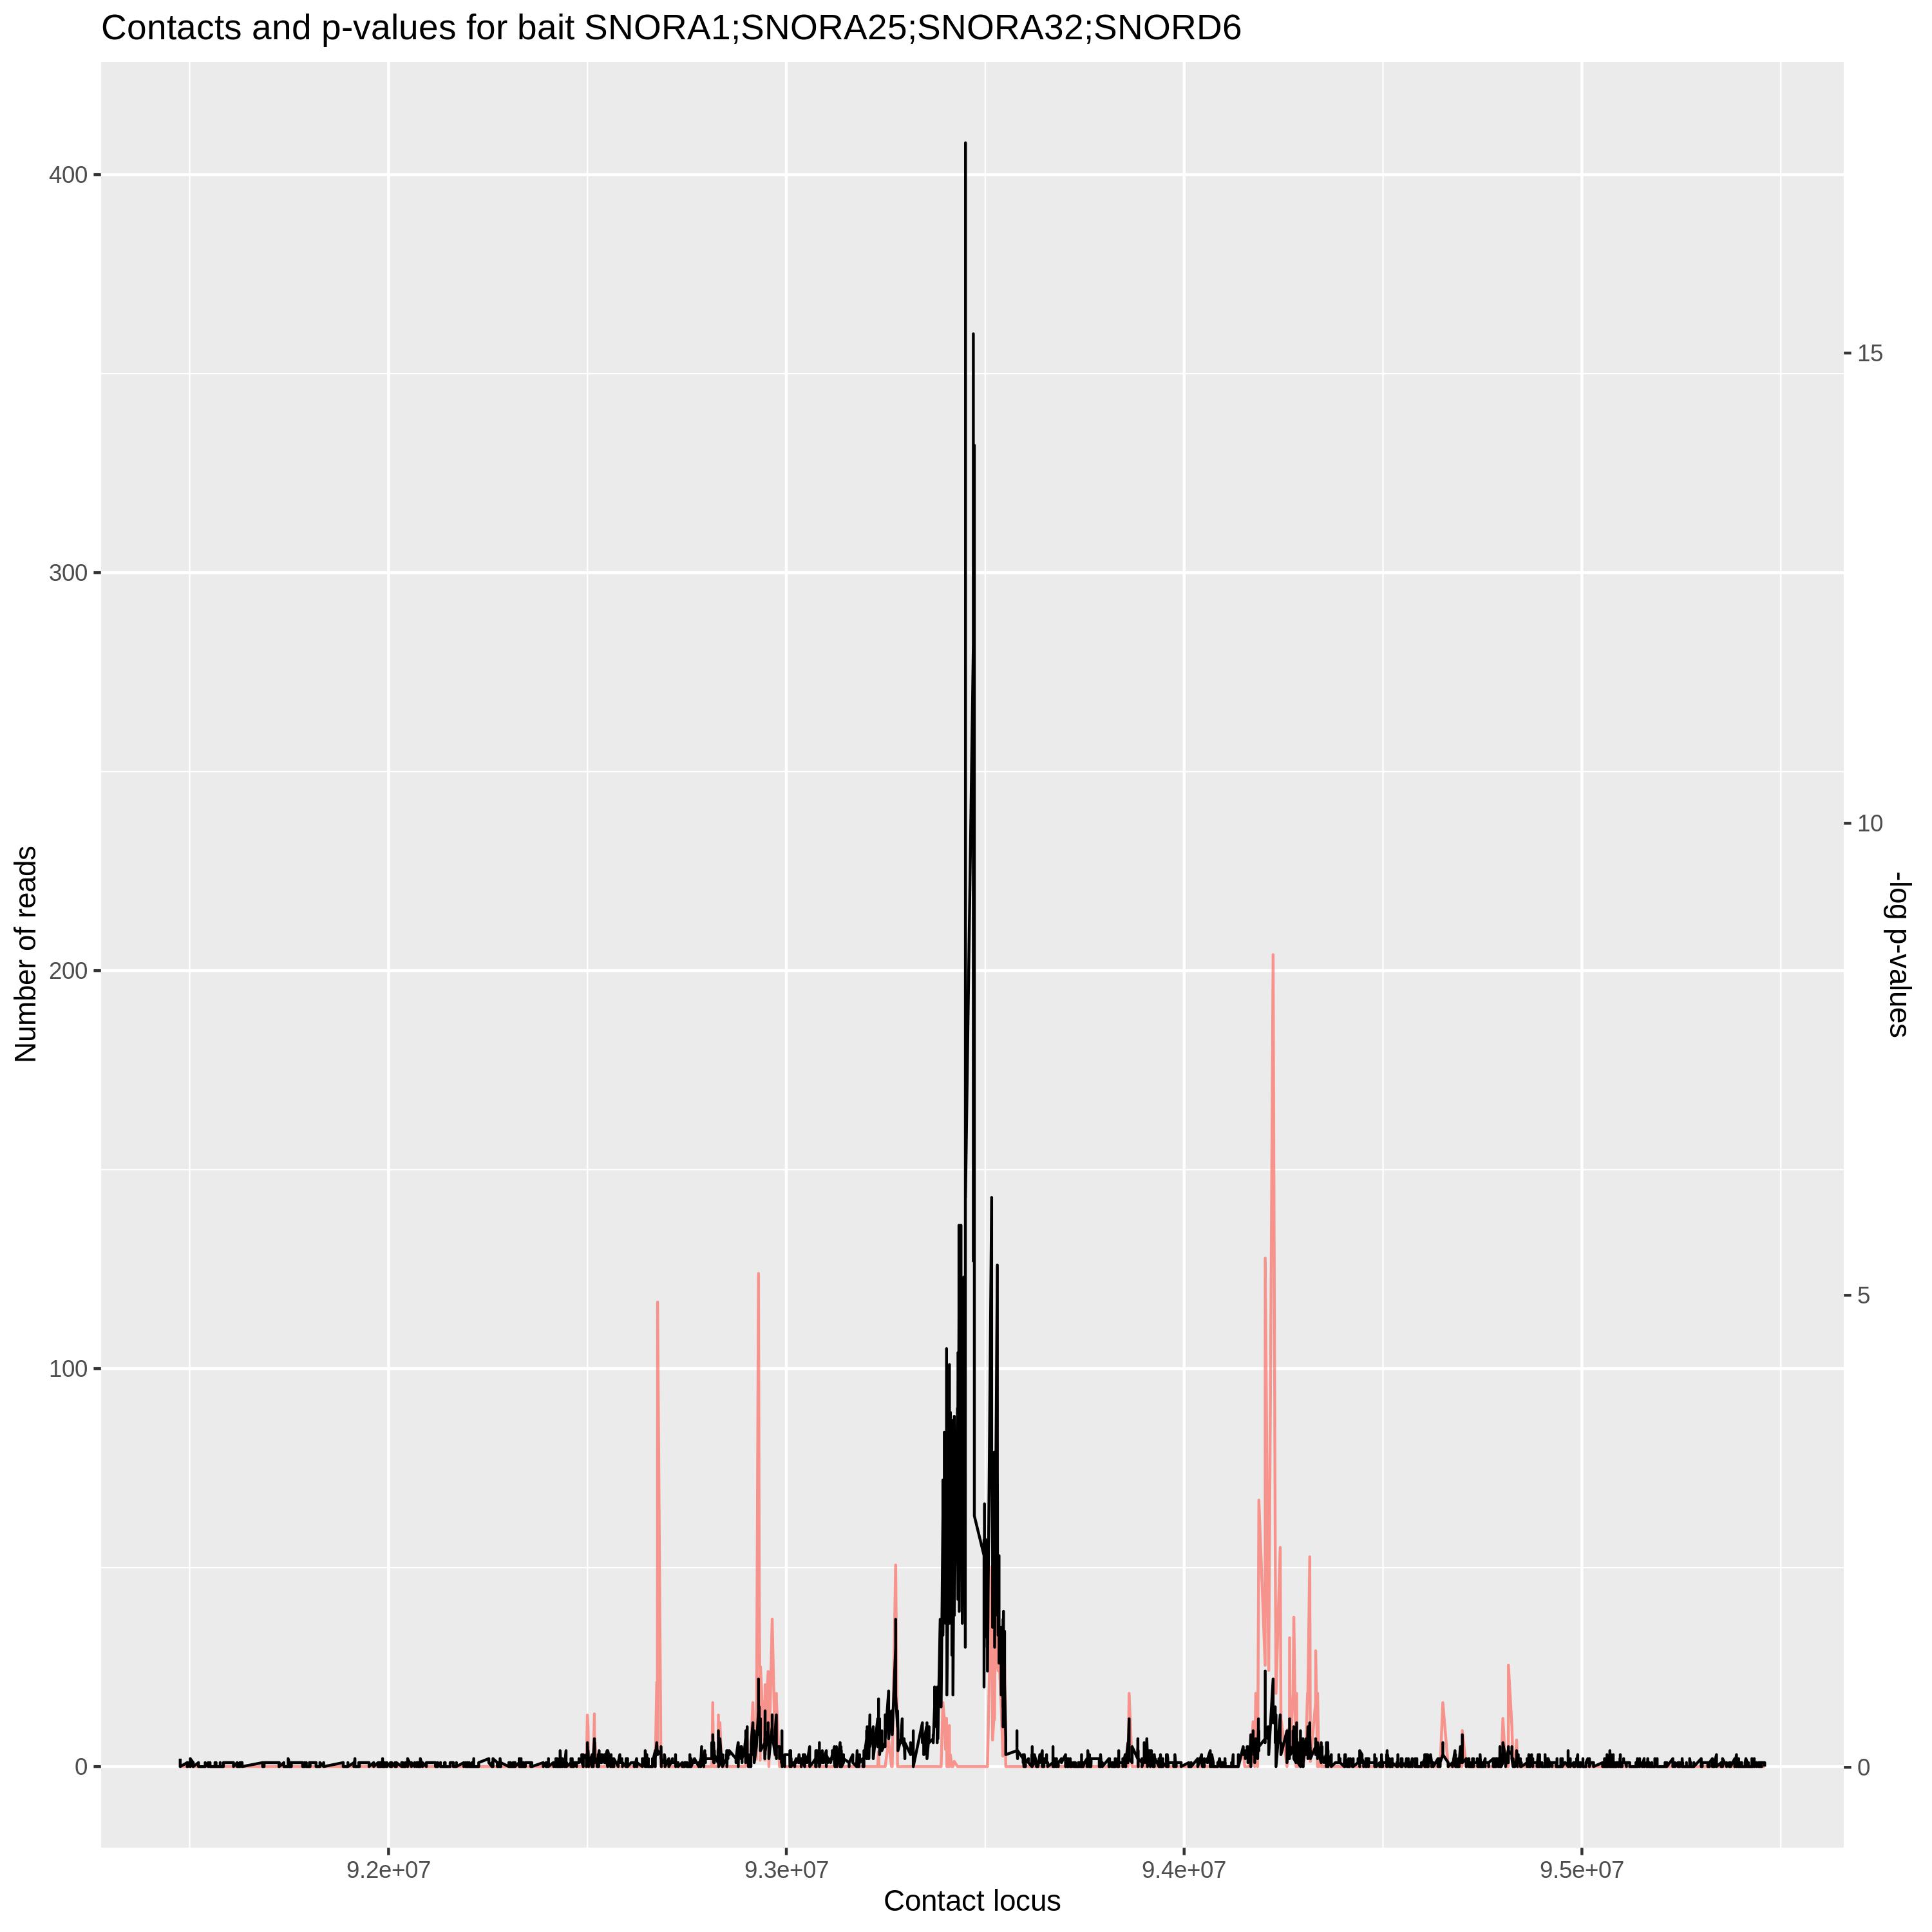 Contacts and p-values for bait SNORA1;SNORA25;SNORA32;SNORD6
400
300
200
100
0
Number of reads
15
10
5
0
-log p-values
9.2e+07
9.3e+07
9.4e+07
9.5e+07
Contact locus